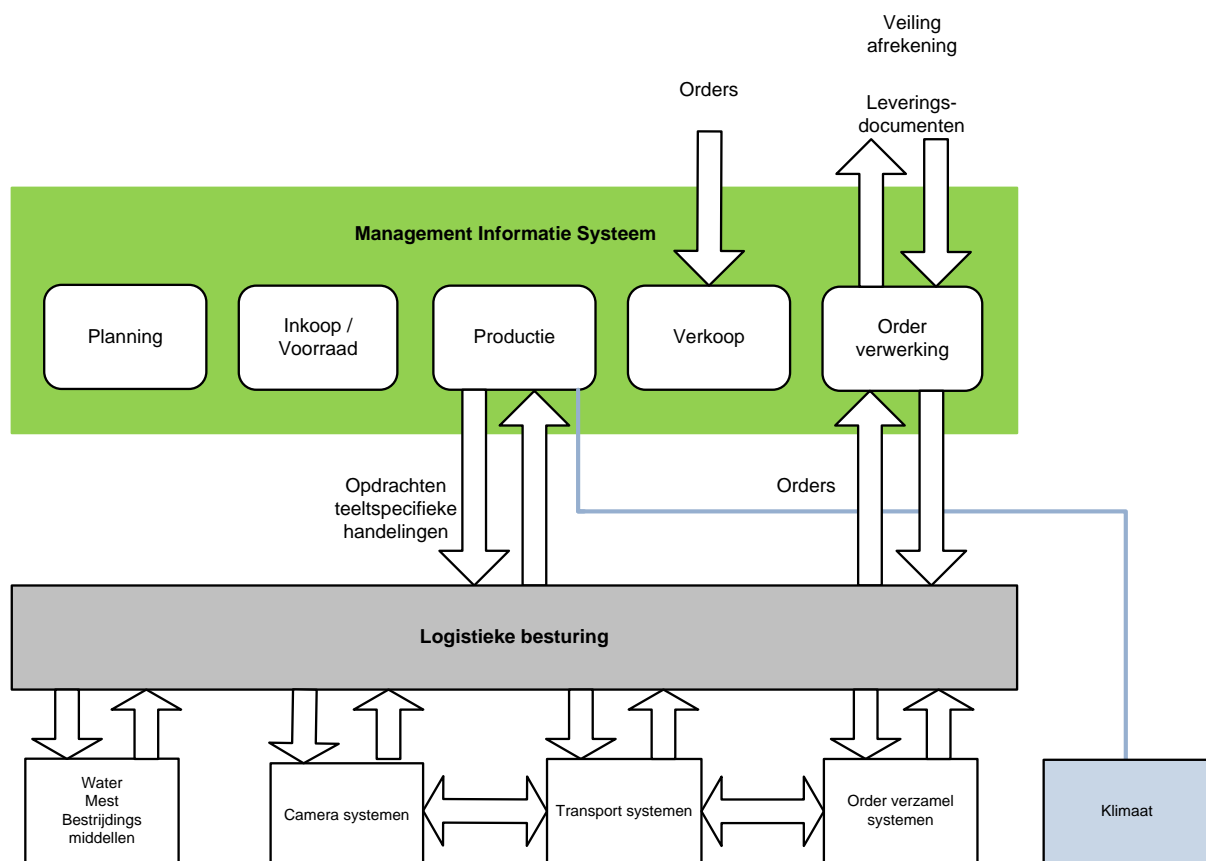 Veiling
afrekening
Orders
Leverings-
documenten
Management Informatie Systeem
Planning
Inkoop /
Voorraad
Productie
Verkoop
Order
verwerking
Opdrachten
teeltspecifieke
handelingen
Orders
Logistieke besturing
Water
Mest
Bestrijdings
middellen
Camera systemen
Transport systemen
Order verzamel
systemen
Klimaat